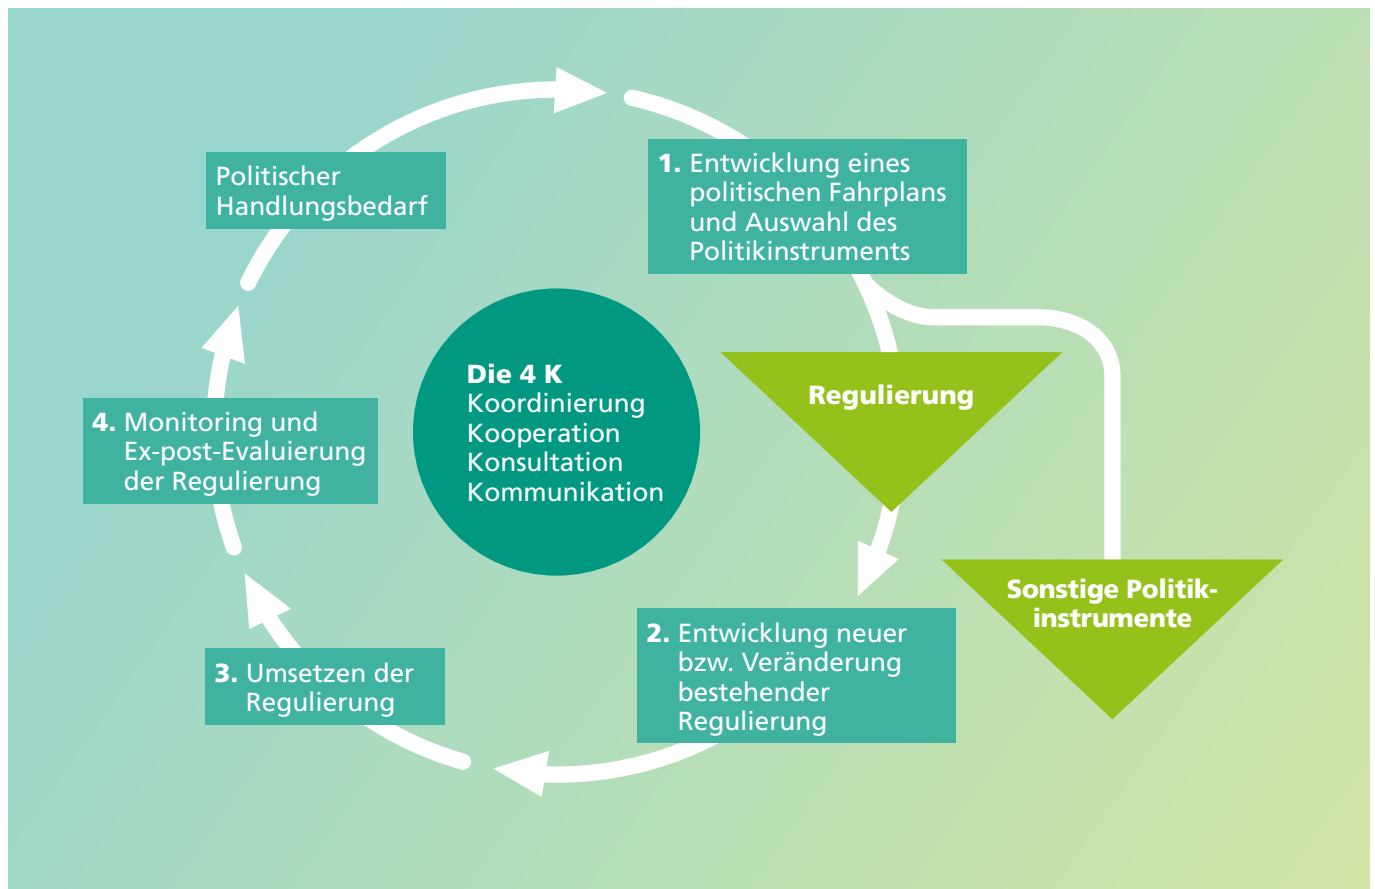 Politischer
Handlungsbedarf
1. Entwicklung eines
politischen Fahrplans
und Auswahl des
Politikinstruments
Die 4 K
Koordinierung
Kooperation
Konsultation
Kommunikation
Regulierung
Sonstige Politik-
instrumente
2. Entwicklung neuer
bzw. Veränderung
bestehender
Regulierung
3. Umsetzen der
Regulierung
4. Monitoring und
Ex-post-Evaluierung
der Regulierung